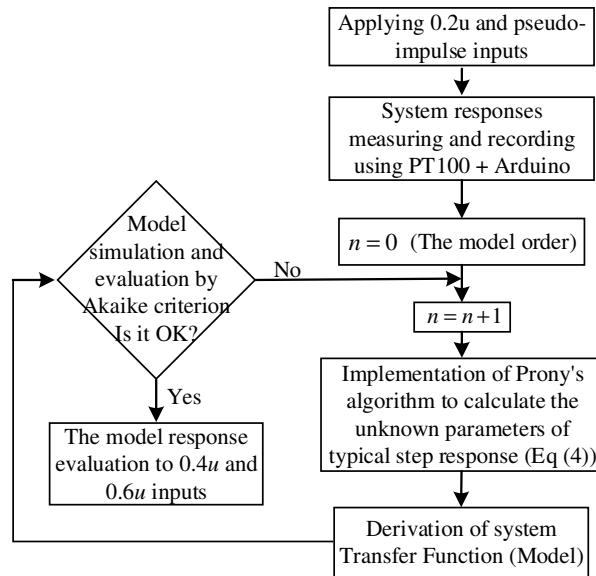 Applying 0.2u and pseudo-
impulse inputs
System responses
measuring and recording
using PT100 + Arduino
n = 0 (The model order)
n = n+1
Implementation of Prony's
algorithm to calculate the
unknown parameters of
typical step response (Eq (4))
Derivation of system
Transfer Function (Model)
Model
simulation and
evaluation by
Akaike criterion
Is it OK?
No
Yes
The model response
evaluation to 0.4u and
0.6u inputs